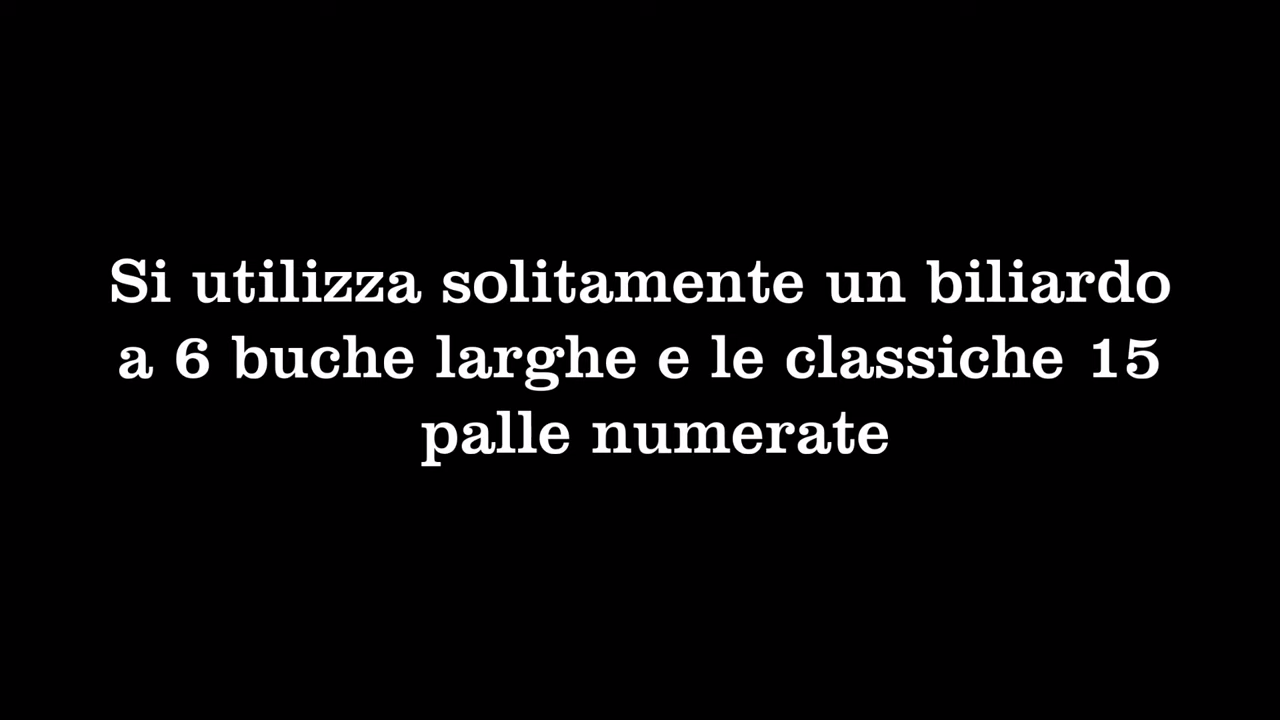 Si utilizza solitamente un biliardo
a 6 buche larghe e le classiche 15
palle numerate